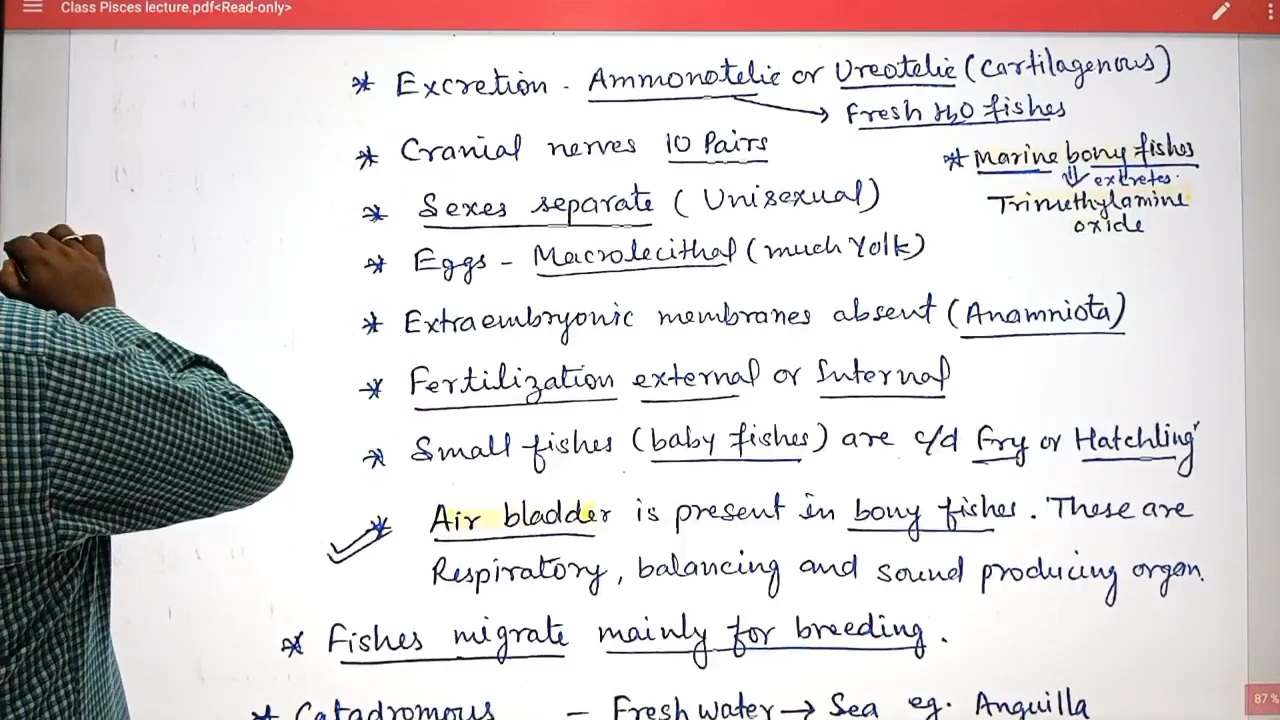 Class Pisces lecture.pdf<Read-only>
* Excretion - Ammonotelic or Ureotelic (Cartilagenous)
→ Fresh H2O fishes
* Cranial nerves 10 Pairs
* Marine bony fishes
⇓ excretes.
Trimethylamine
oxide
* Sexes separate (Unisexual)
* Eggs - Macrolecithal (much Yolk)
* Extraembryonic membranes absent (Anamniota)
* Fertilization external or Internal
* Small fishes (baby fishes) are c/d Fry or Hatchling
* Air bladder is present in bony fishes. These are
Respiratory, balancing and sound producing organ.
* Fishes migrate mainly for breeding.
* Catadromous - Fresh water → Sea eg. Anguilla
87%